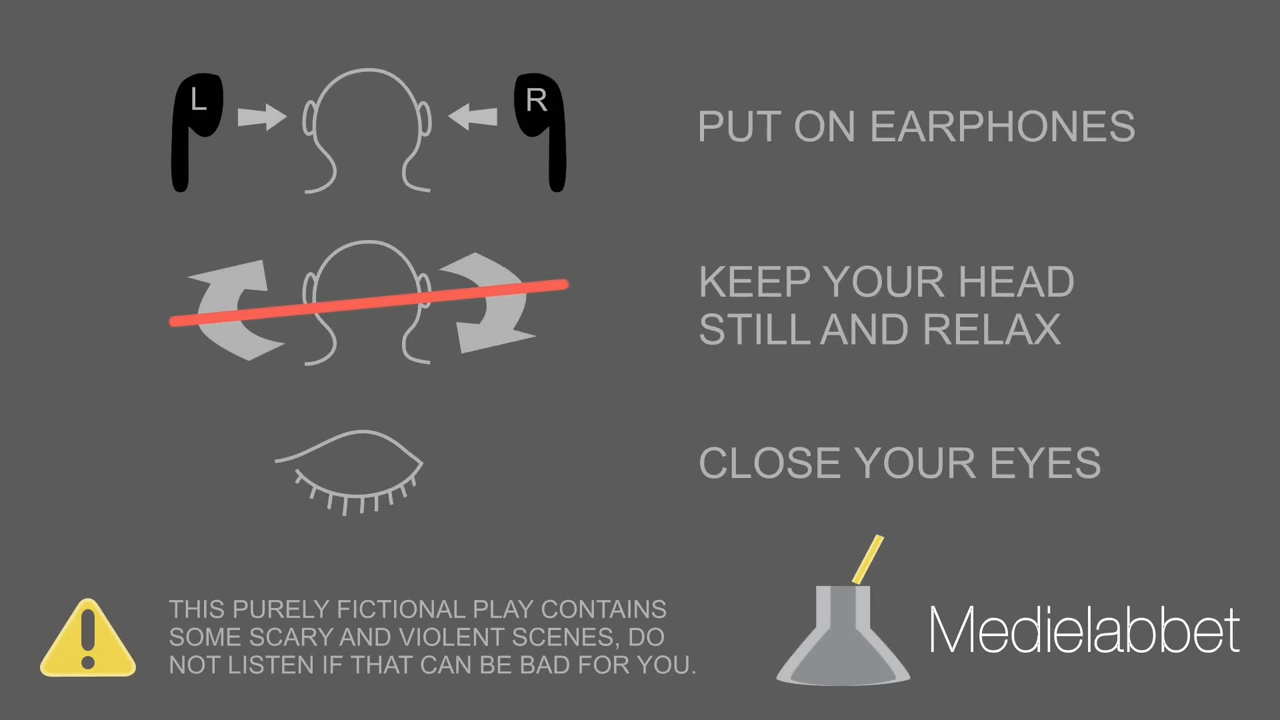 L
R
PUT ON EARPHONES
KEEP YOUR HEAD
STILL AND RELAX
CLOSE YOUR EYES
THIS PURELY FICTIONAL PLAY CONTAINS
SOME SCARY AND VIOLENT SCENES, DO
NOT LISTEN IF THAT CAN BE BAD FOR YOU.
Medielabbet